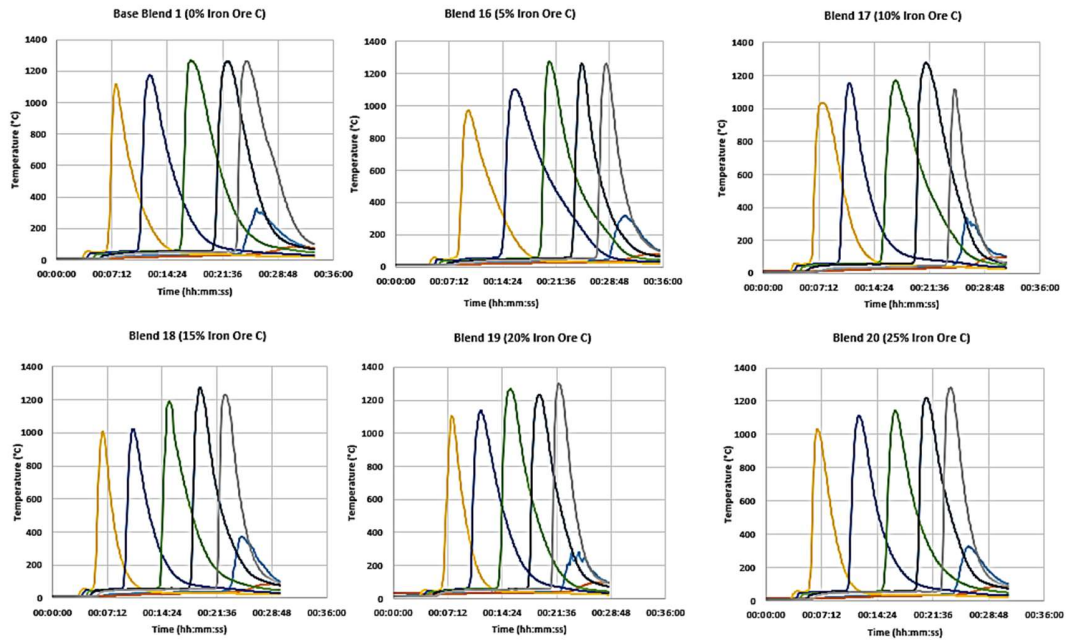 Base Blend 1 (0% Iron Ore C)
1400
1200
1000
800
600
400
200
0
Temperature (°C)
00:00:00 00:07:12 00:14:24 00:21:36 00:28:48 00:36:00
Time (hh:mm:ss)
Blend 16 (5% Iron Ore C)
1400
1200
1000
800
600
400
200
0
Temperature (°C)
00:00:00 00:07:12 00:14:24 00:21:36 00:28:48 00:36:00
Time (hh:mm:ss)
Blend 17 (10% Iron Ore C)
1400
1200
1000
800
600
400
200
0
Temperature (°C)
00:00:00 00:07:12 00:14:24 00:21:36 00:28:48 00:36:00
Time (hh:mm:ss)
Blend 18 (15% Iron Ore C)
1400
1200
1000
800
600
400
200
0
Temperature (°C)
00:00:00 00:07:12 00:14:24 00:21:36 00:28:48 00:36:00
Time (hh:mm:ss)
Blend 19 (20% Iron Ore C)
1400
1200
1000
800
600
400
200
0
Temperature (°C)
00:00:00 00:07:12 00:14:24 00:21:36 00:28:48 00:36:00
Time (hh:mm:ss)
Blend 20 (25% Iron Ore C)
1400
1200
1000
800
600
400
200
0
Temperature (°C)
00:00:00 00:07:12 00:14:24 00:21:36 00:28:48 00:36:00
Time (hh:mm:ss)